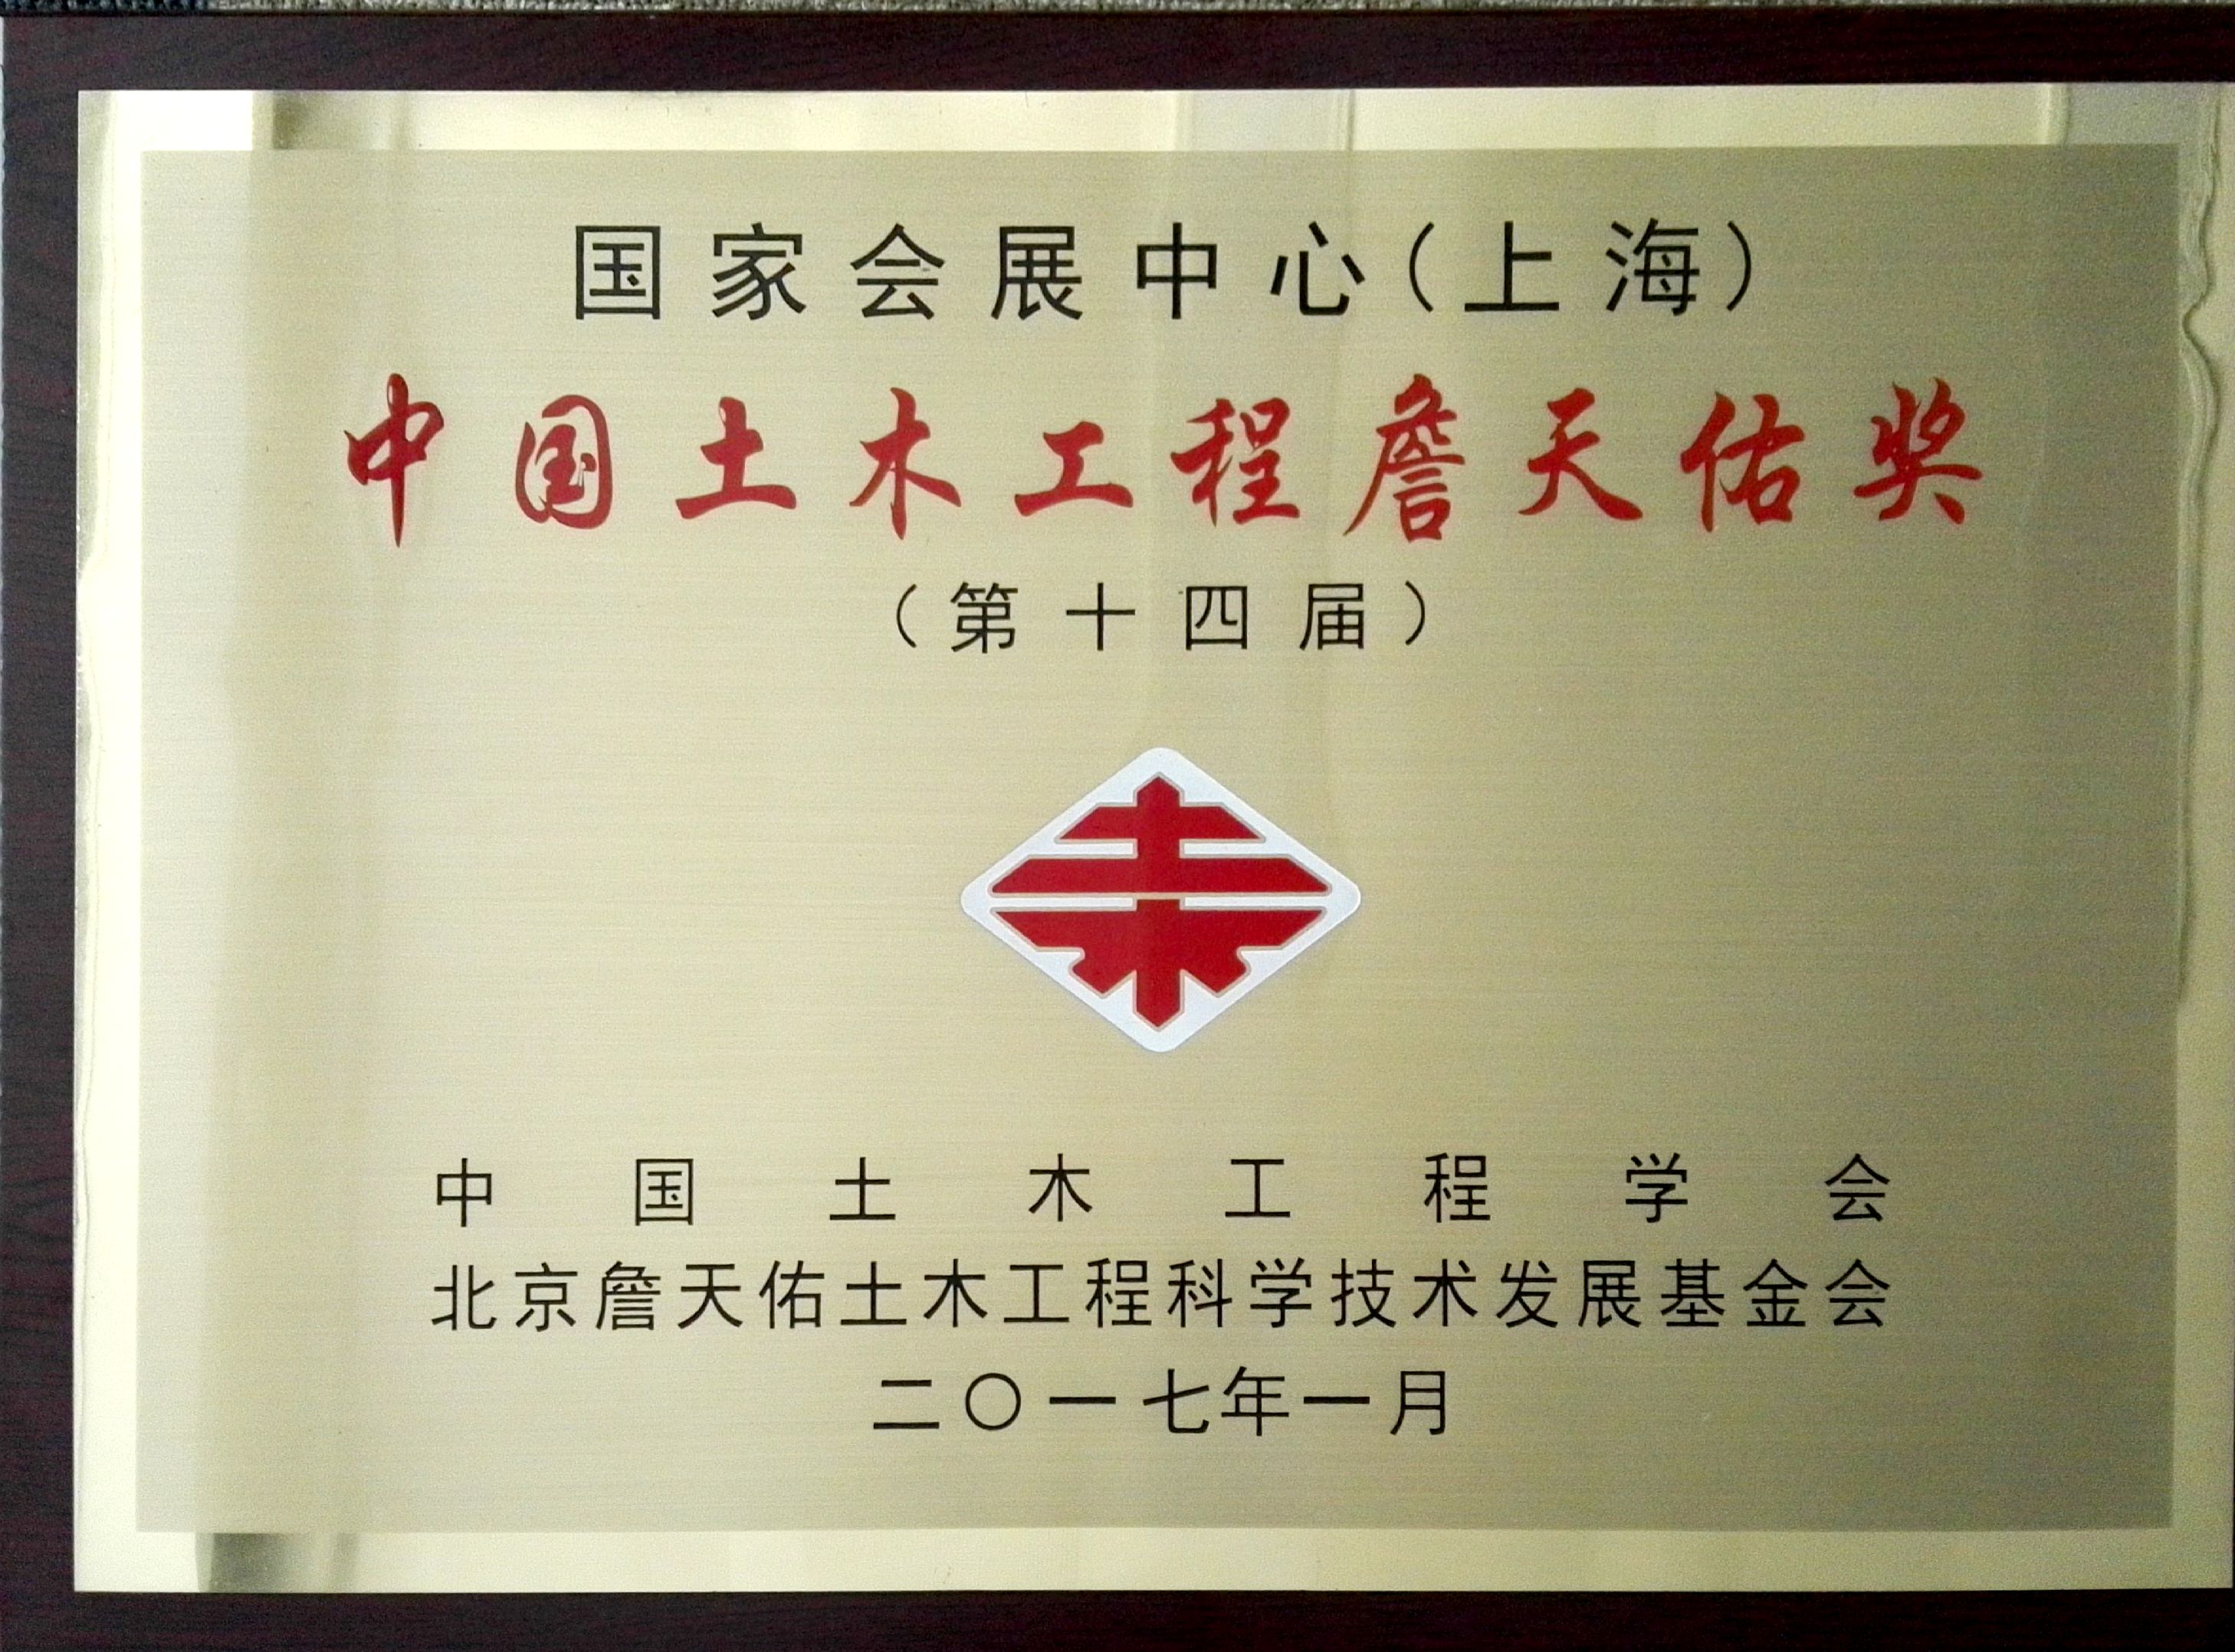 国家会展中心(上海)
中国土木工程詹天佑奖
(第十四届)
中国土木工程学会
北京詹天佑土木工程科学技术发展基金会
二〇一七年一月